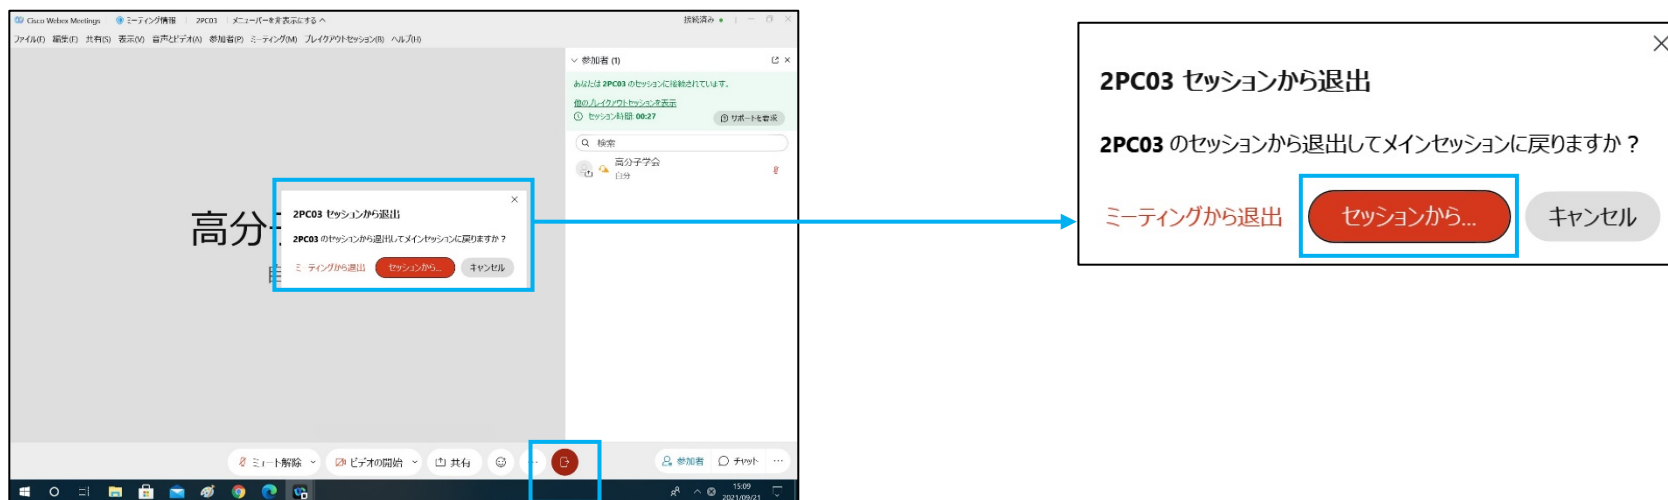 Cisco Webex Meetings ミーティング情報 2PC03 メニューバーを非表示にする 接続済み
ファイル(F) 編集(E) 共有(S) 表示(V) 音声とビデオ(A) 参加者(P) ミーティング(M) ブレイクアウトセッション(B) ヘルプ(H)
参加者 (1)
あなたは 2PC03 のセッションに接続されています。
他のブレイクアウトセッションを表示
セッション時間: 00:27 サポートを要求
検索
高分子学会
自分
高分
2PC03 セッションから退出
2PC03 のセッションから退出してメインセッションに戻りますか？
ミーティングから退出 セッションから... キャンセル
ミュート解除 ビデオの開始 共有 参加者 チャット
15:09
2021/09/21
2PC03 セッションから退出
2PC03 のセッションから退出してメインセッションに戻りますか？
ミーティングから退出 セッションから... キャンセル